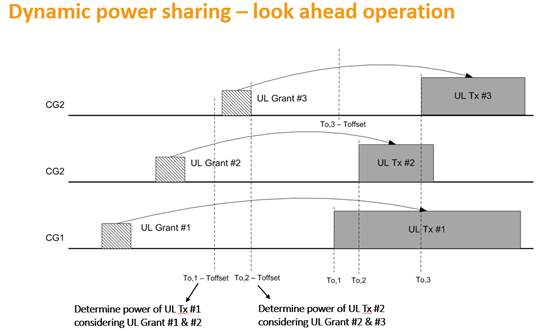 Dynamic power sharing – look ahead operation
CG2
UL Grant #3
UL Tx #3
To,3 – Toffset
CG2
UL Grant #2
UL Tx #2
CG1
UL Grant #1
UL Tx #1
To,1 – Toffset
To,2 – Toffset
To,1
To,2
To,3
Determine power of UL Tx #1
considering UL Grant #1 & #2
Determine power of UL Tx #2
considering UL Grant #2 & #3